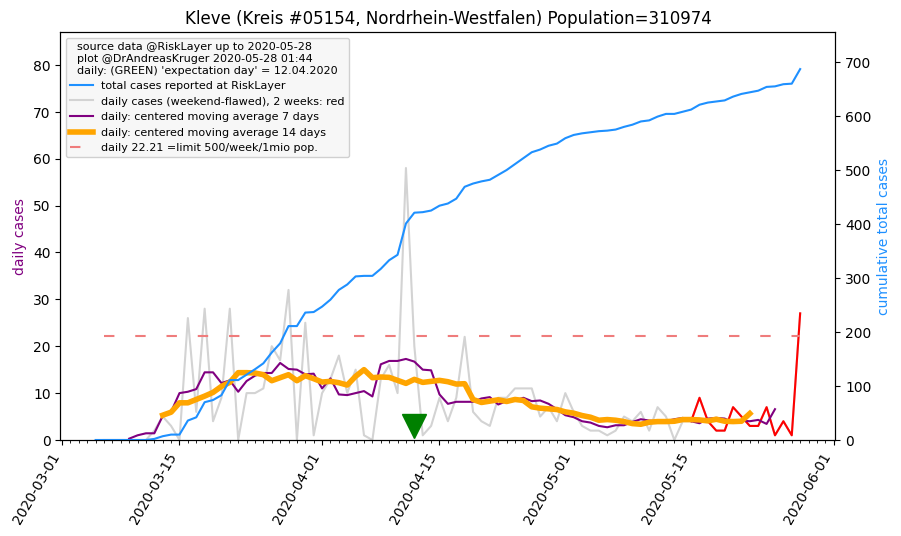 Kleve (Kreis #05154, Nordrhein-Westfalen) Population=310974
source data @RiskLayer up to 2020-05-28
plot @DrAndreasKruger 2020-05-28 01:44
daily: (GREEN) 'expectation day' = 12.04.2020
total cases reported at RiskLayer
daily cases (weekend-flawed), 2 weeks: red
daily: centered moving average 7 days
daily: centered moving average 14 days
daily 22.21 =limit 500/week/1mio pop.
daily cases
80
70
60
50
40
30
20
10
0
cumulative total cases
700
600
500
400
300
200
100
0
2020-03-01
2020-03-15
2020-04-01
2020-04-15
2020-05-01
2020-05-15
2020-06-01